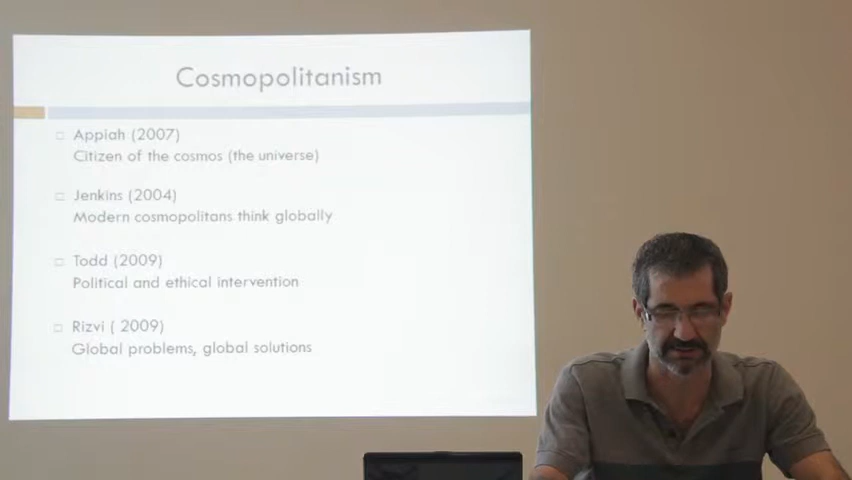 Cosmopolitanism
Appiah (2007)
Citizen of the cosmos (the universe)
Jenkins (2004)
Modern cosmopolitans think globally
Todd (2009)
Political and ethical intervention
Rizvi ( 2009)
Global problems, global solutions